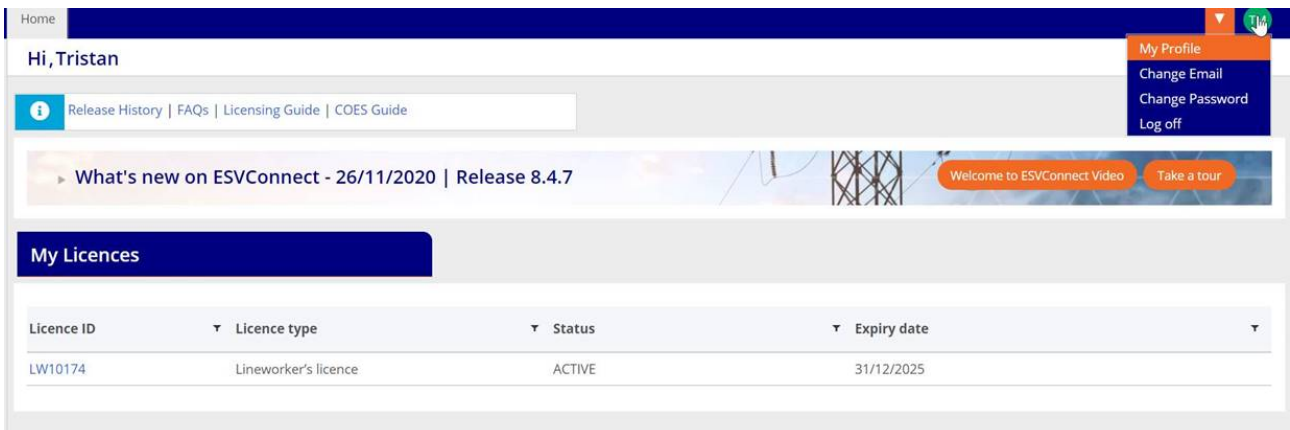 Home
TM
Hi,Tristan
My Profile
Change Email
Change Password
Log off
Release History | FAQs | Licensing Guide | COES Guide
What's new on ESVConnect - 26/11/2020 | Release 8.4.7
Welcome to ESVConnect Video
Take a tour
My Licences
Licence ID Licence type Status Expiry date
LW10174 Lineworker's licence ACTIVE 31/12/2025